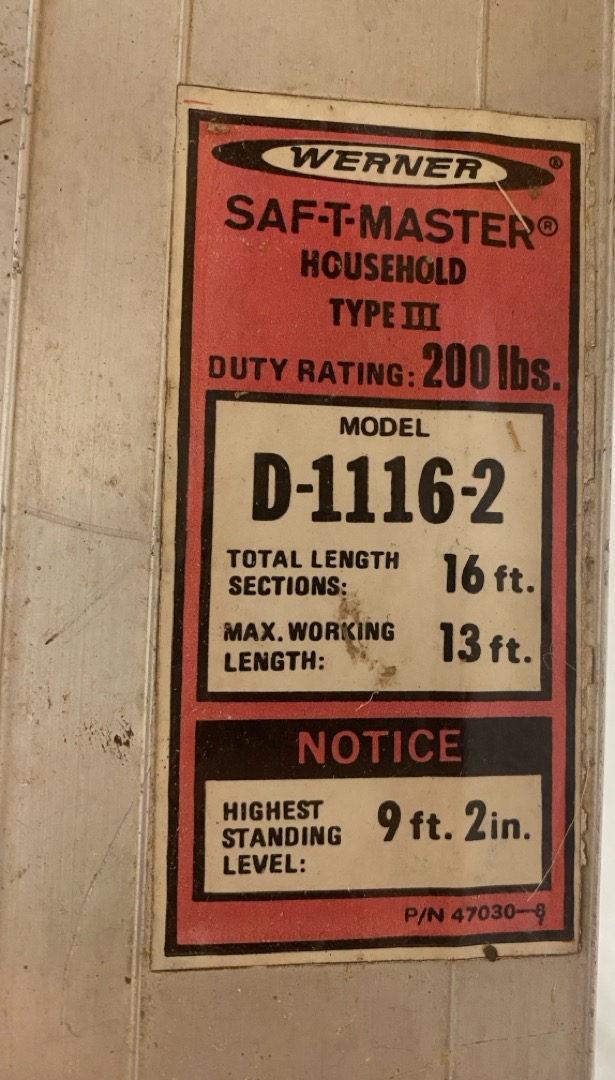 WERNER®
SAF-T-MASTER®
HOUSEHOLD
TYPE III
DUTY RATING: 200 lbs.
MODEL
D-1116-2
TOTAL LENGTH
SECTIONS: 16 ft.
MAX. WORKING
LENGTH: 13 ft.
NOTICE
HIGHEST
STANDING
LEVEL: 9 ft. 2 in.
P/N 47030-8